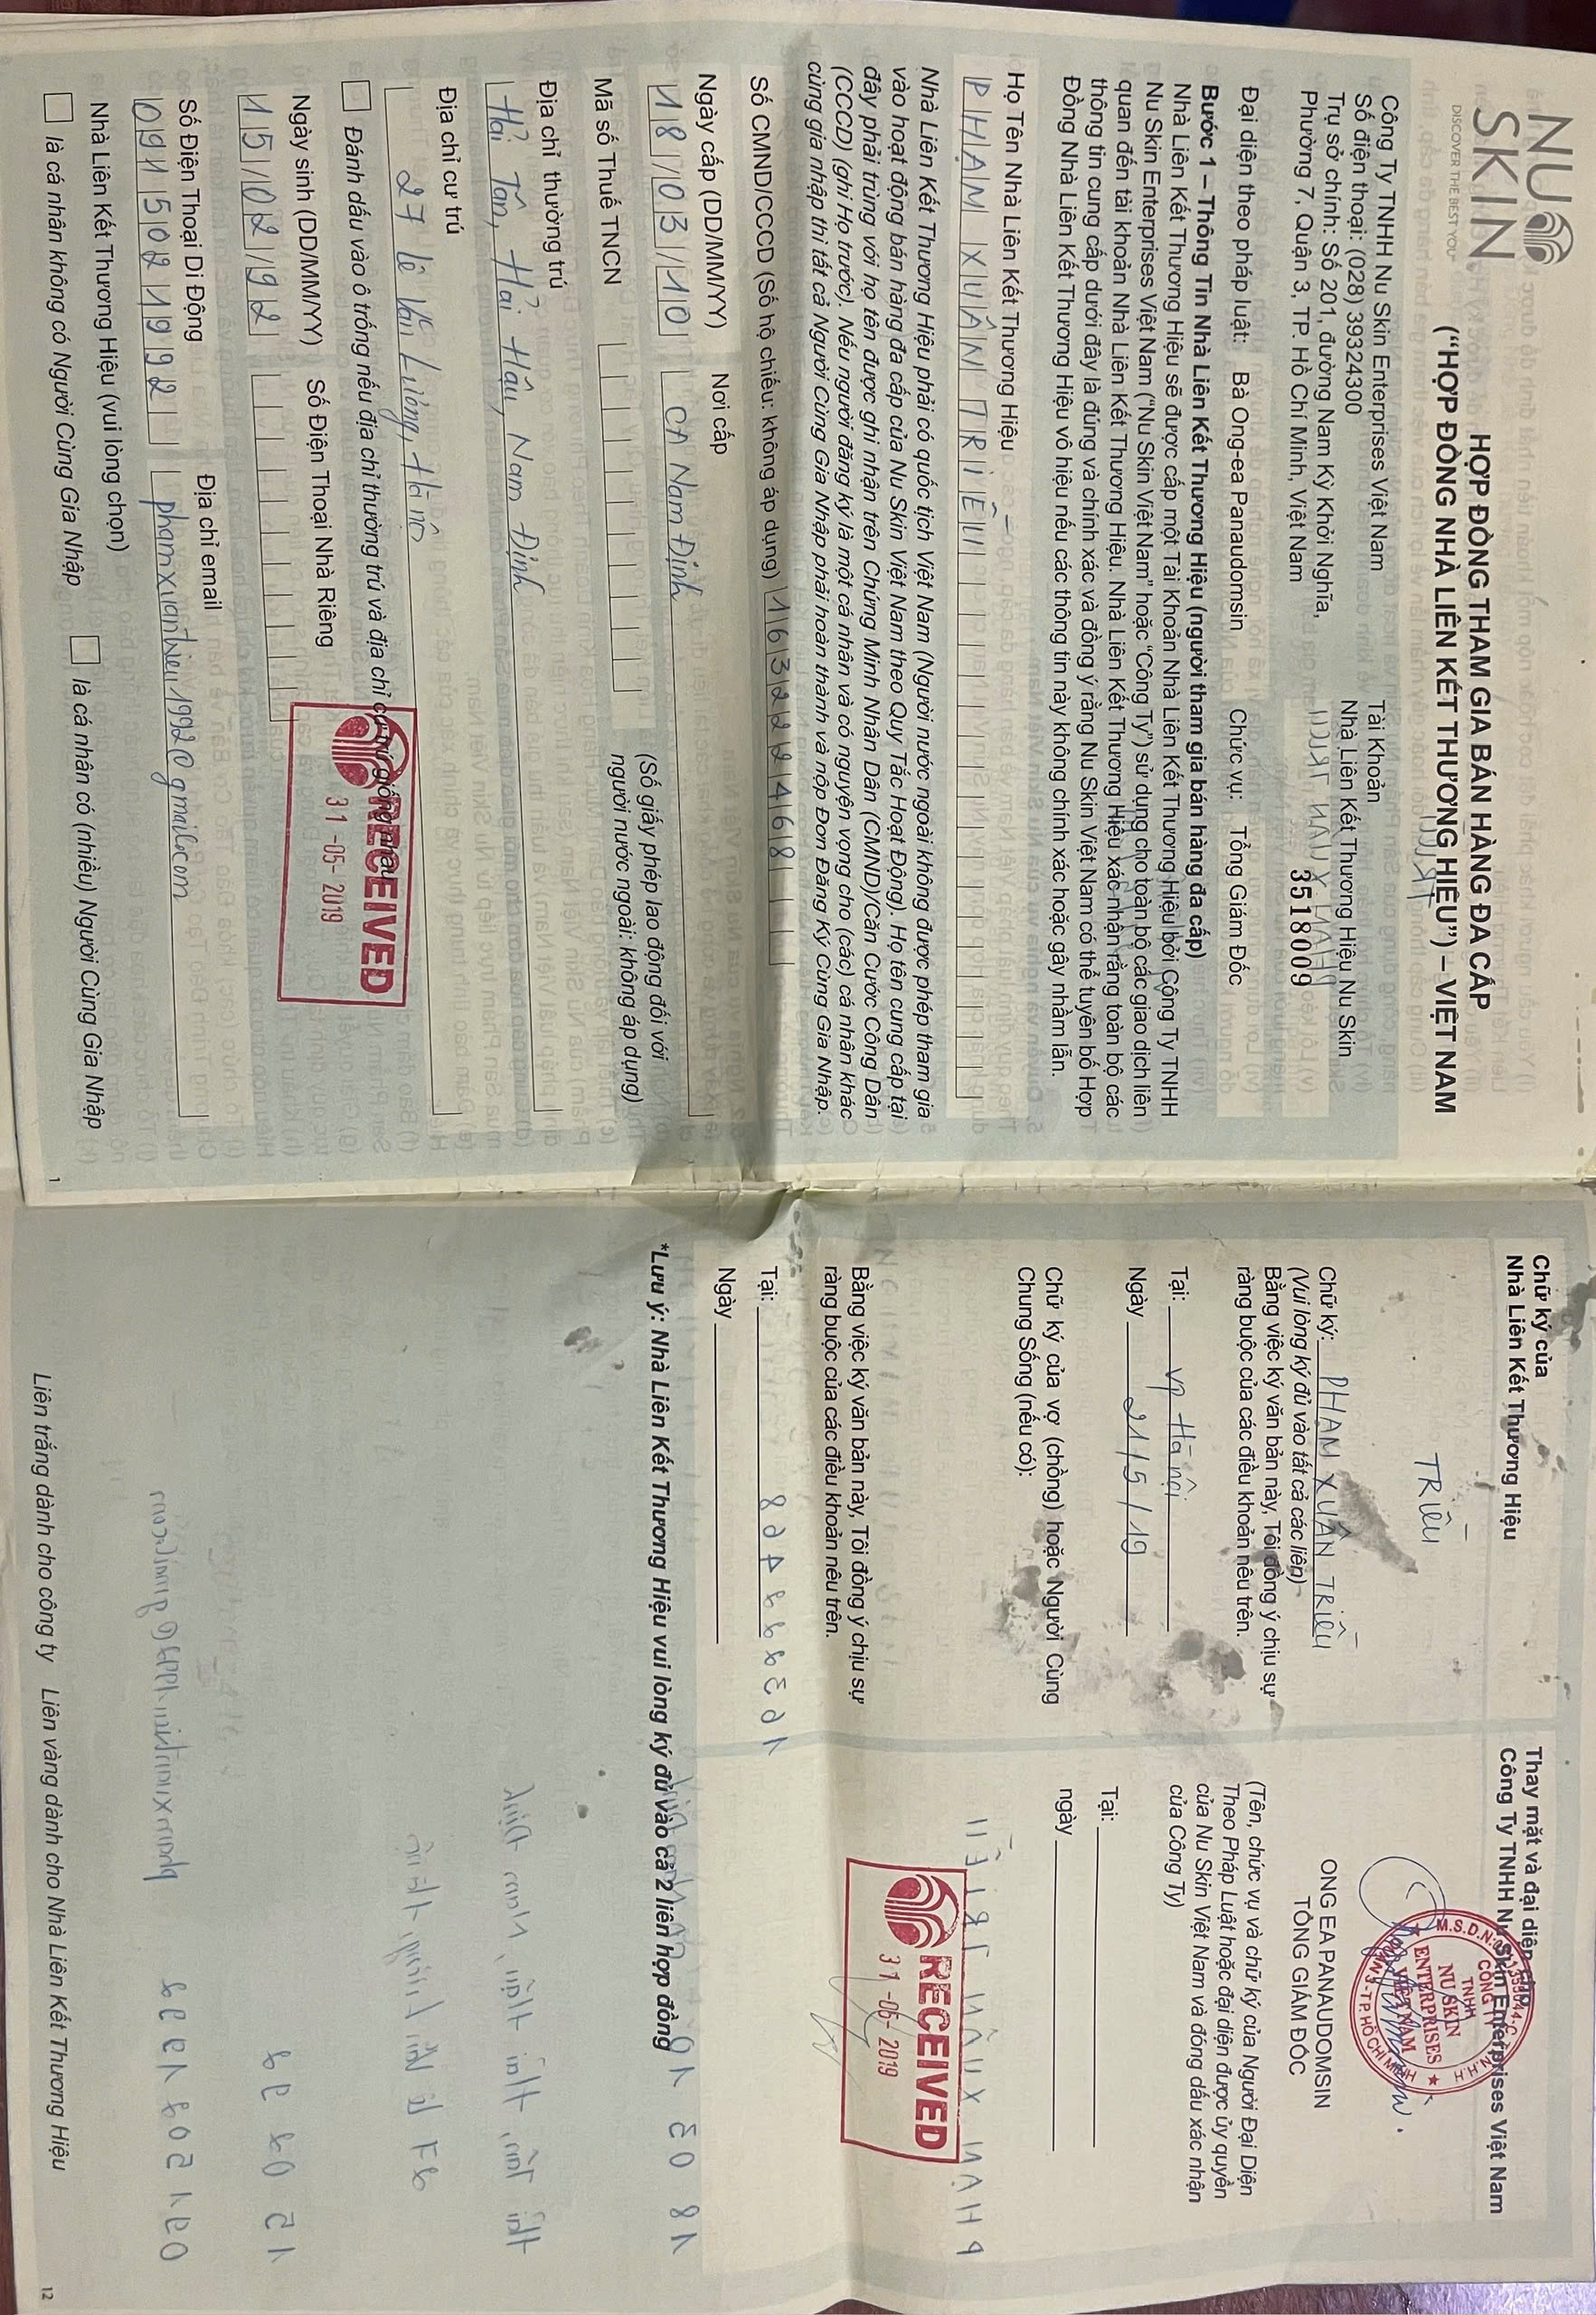 NU SKIN
DISCOVER THE BEST YOU
HỢP ĐỒNG THAM GIA BÁN HÀNG ĐA CẤP
(“HỢP ĐỒNG NHÀ LIÊN KẾT THƯƠNG HIỆU”) – VIỆT NAM
Công Ty TNHH Nu Skin Enterprises Việt Nam
Số điện thoại: (028) 39324300
Trụ sở chính: Số 201, đường Nam Kỳ Khởi Nghĩa,
Phường 7, Quận 3, TP. Hồ Chí Minh, Việt Nam
Tài Khoản
Nhà Liên Kết Thương Hiệu Nu Skin
3518009
Đại diện theo pháp luật: Bà Ong-ea Panaudomsin Chức vụ: Tổng Giám Đốc
Bước 1 – Thông Tin Nhà Liên Kết Thương Hiệu (người tham gia bán hàng đa cấp)
Nhà Liên Kết Thương Hiệu sẽ được cấp một Tài Khoản Nhà Liên Kết Thương Hiệu bởi Công Ty TNHH
Nu Skin Enterprises Việt Nam (“Nu Skin Việt Nam” hoặc “Công Ty”) sử dụng cho toàn bộ các giao dịch liên
quan đến tài khoản Nhà Liên Kết Thương Hiệu. Nhà Liên Kết Thương Hiệu xác nhận rằng toàn bộ các
thông tin cung cấp dưới đây là đúng và chính xác và đồng ý rằng Nu Skin Việt Nam có thể tuyên bố Hợp
Đồng Nhà Liên Kết Thương Hiệu vô hiệu nếu các thông tin này không chính xác hoặc gây nhầm lẫn.
Họ Tên Nhà Liên Kết Thương Hiệu
PHẠM XUÂN TRIỀU
Nhà Liên Kết Thương Hiệu phải có quốc tịch Việt Nam (Người nước ngoài không được phép tham gia
vào hoạt động bán hàng đa cấp của Nu Skin Việt Nam theo Quy Tắc Hoạt Động). Họ tên cung cấp tại
đây phải trùng với họ tên được ghi nhận trên Chứng Minh Nhân Dân (CMND)/Căn Cước Công Dân
(CCCD) (ghi Họ trước). Nếu người đăng ký là một cá nhân và có nguyện vọng cho (các) cá nhân khác
cùng gia nhập thì tất cả Người Cùng Gia Nhập phải hoàn thành và nộp Đơn Đăng Ký Cùng Gia Nhập.
Số CMND/CCCD (Số hộ chiếu: không áp dụng) 163222468
Ngày cấp (DD/MM/YY) Nơi cấp
18/03/10 CA Nam Định
Mã số Thuế TNCN
(Số giấy phép lao động đối với
người nước ngoài: không áp dụng)
Địa chỉ thường trú
Hải Tân, Hải Hậu, Nam Định
Địa chỉ cư trú
27 lê Văn Lương, Hà nội
Đánh dấu vào ô trống nếu địa chỉ thường trú và địa chỉ cư trú giống nhau
Ngày sinh (DD/MM/YY) Số Điện Thoại Nhà Riêng
15/02/92
RECEIVED
31 -05- 2019
Số Điện Thoại Di Động Địa chỉ email
0915021992 phamxuantrieu1992@gmail.com
Nhà Liên Kết Thương Hiệu (vui lòng chọn)
là cá nhân không có Người Cùng Gia Nhập là cá nhân có (nhiều) Người Cùng Gia Nhập
1
Chữ ký của
Nhà Liên Kết Thương Hiệu
TRIỀU
Chữ ký: PHẠM XUÂN TRIỀU
(Vui lòng ký đủ vào tất cả các liên)
Bằng việc ký văn bản này, Tôi đồng ý chịu sự
ràng buộc của các điều khoản nêu trên.
Tại: VP Hà nội
Ngày 21/5/19
Chữ ký của vợ (chồng) hoặc Người Cùng
Chung Sống (nếu có):
Bằng việc ký văn bản này, Tôi đồng ý chịu sự
ràng buộc của các điều khoản nêu trên.
Tại:
Ngày
Thay mặt và đại diện cho
Công Ty TNHH Nu Skin Enterprises Việt Nam
CÔNG TY
TNHH
NU SKIN
ENTERPRISES
VIỆT NAM
ONG EA PANAUDOMSIN
TỔNG GIÁM ĐỐC
(Tên, chức vụ và chữ ký của Người Đại Diện
Theo Pháp Luật hoặc đại diện được ủy quyền
của Nu Skin Việt Nam và đóng dấu xác nhận
của Công Ty)
Tại:
ngày
RECEIVED
31 -05- 2019
*Lưu ý: Nhà Liên Kết Thương Hiệu vui lòng ký đủ vào cả 2 liên hợp đồng
Liên trắng dành cho công ty Liên vàng dành cho Nhà Liên Kết Thương Hiệu
12